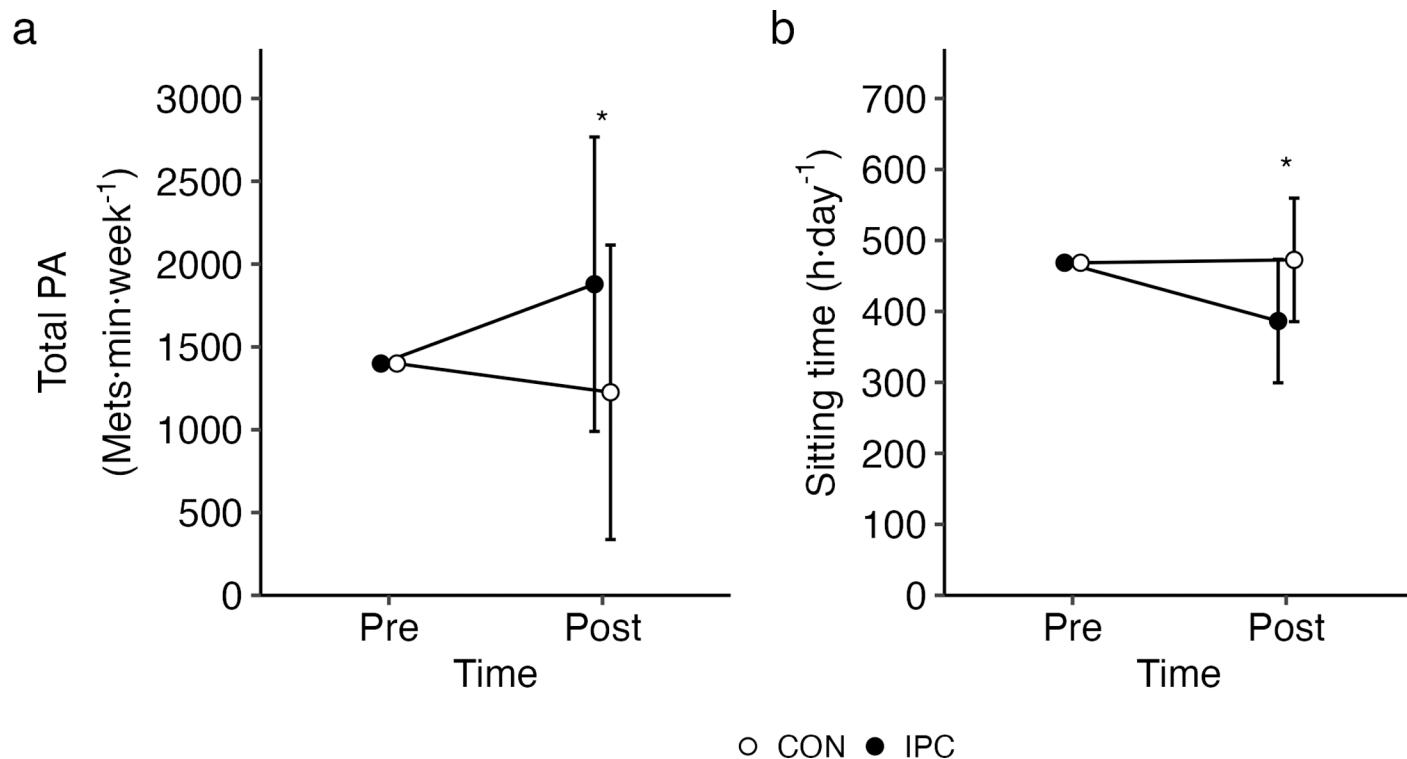 a
Total PA
(Mets·min·week⁻¹)
3000
2500
2000
1500
1000
500
0
*
Pre Post
Time
b
Sitting time (h·day⁻¹)
700
600
500
400
300
200
100
0
*
Pre Post
Time
CON IPC